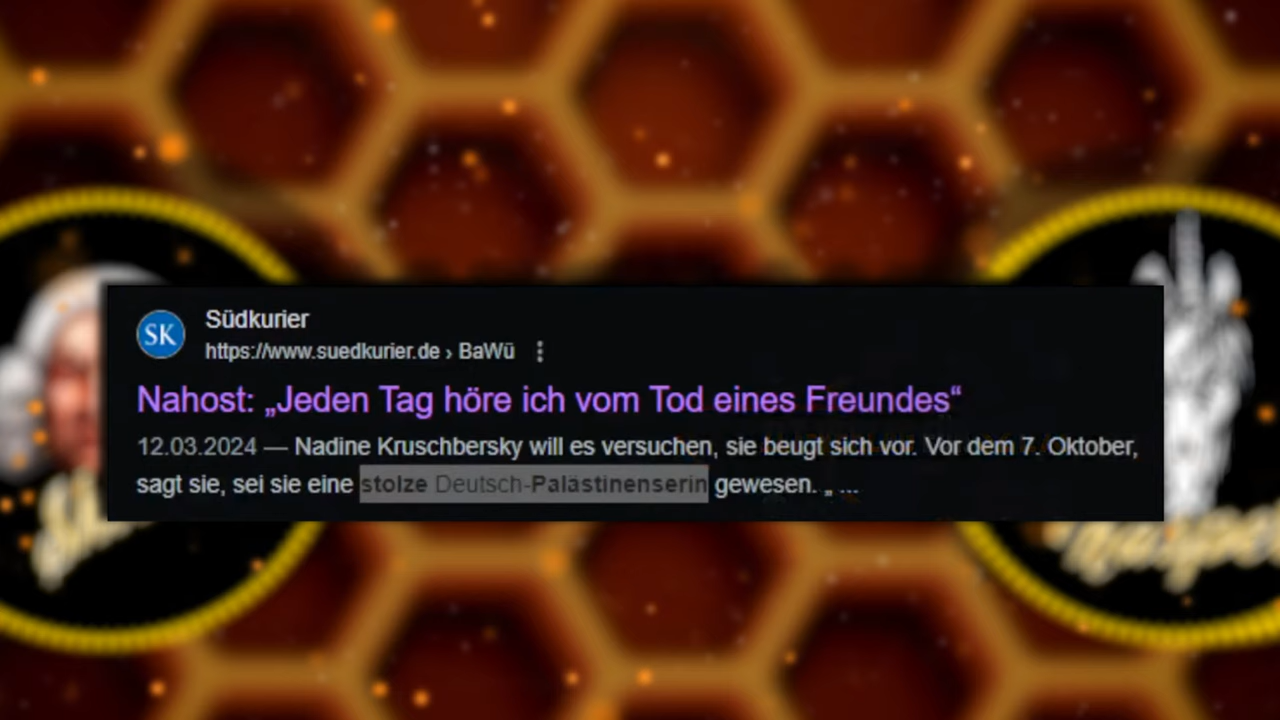 SK
Südkurier
https://www.suedkurier.de › BaWü
Nahost: „Jeden Tag höre ich vom Tod eines Freundes“
12.03.2024 — Nadine Kruschbersky will es versuchen, sie beugt sich vor. Vor dem 7. Oktober,
sagt sie, sei sie eine stolze Deutsch-Palästinenserin gewesen. „ ...